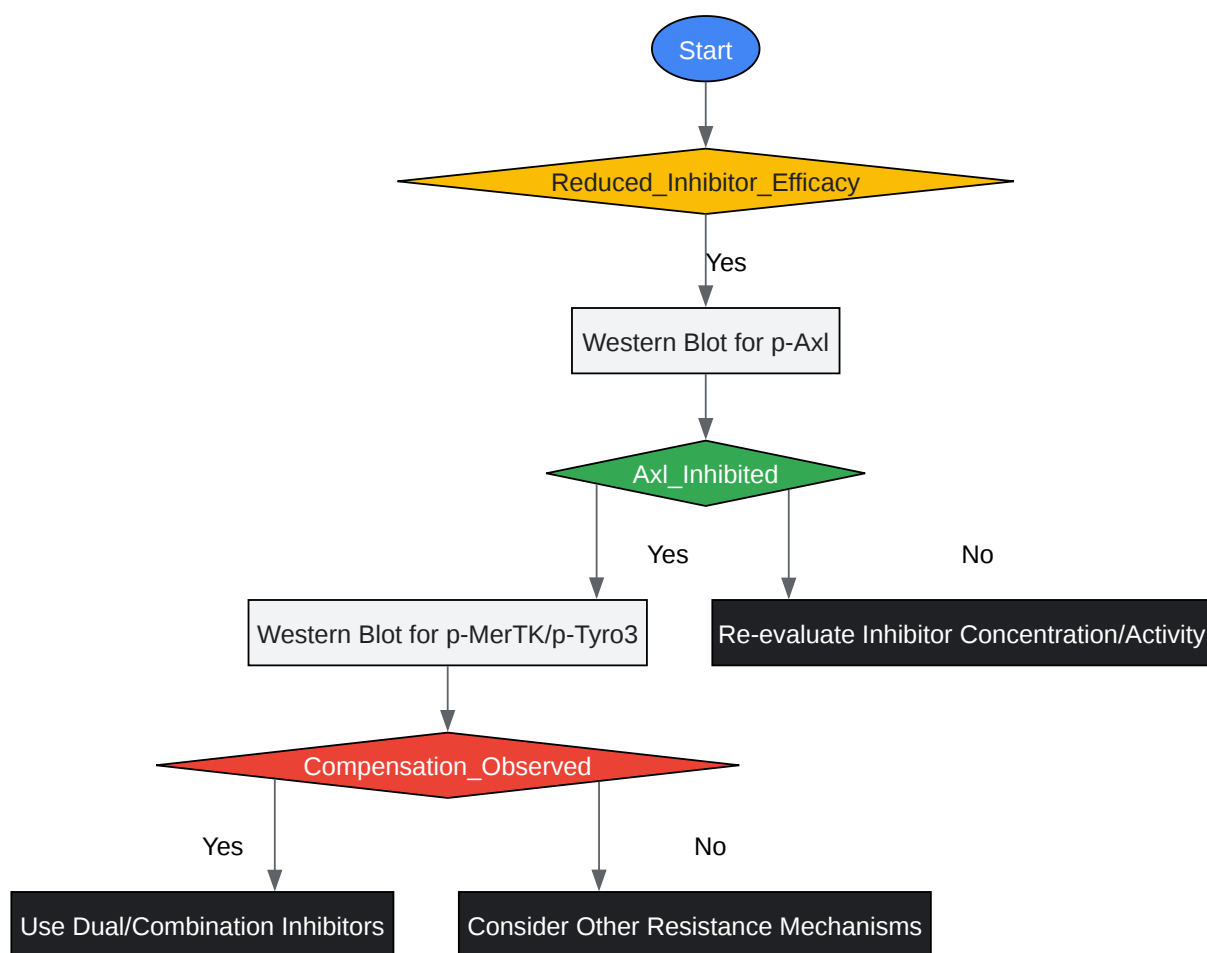 Start
Reduced_Inhibitor_Efficacy
Yes
Western Blot for p-Axl
Axl_Inhibited
Yes
No
Western Blot for p-MerTK/p-Tyro3
Re-evaluate Inhibitor Concentration/Activity
Compensation_Observed
Yes
No
Use Dual/Combination Inhibitors
Consider Other Resistance Mechanisms